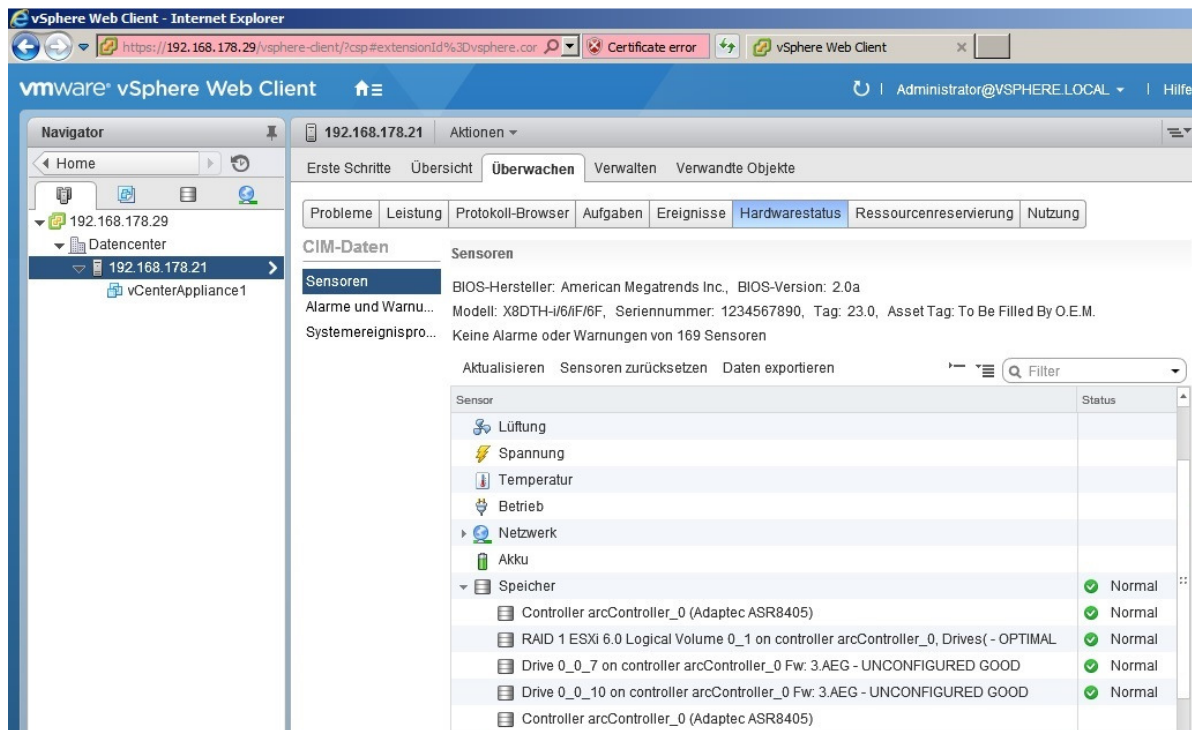 vSphere Web Client - Internet Explorer
https://192.168.178.29/vsphere-client/?csp#extensionId%3Dvsphere.cor
Certificate error
vSphere Web Client
vmware® vSphere Web Client
Administrator@VSPHERE.LOCAL
Hilfe
Navigator
Home
192.168.178.29
Datencenter
192.168.178.21
vCenterAppliance1
192.168.178.21 Aktionen
Erste Schritte Übersicht Überwachen Verwalten Verwandte Objekte
Probleme Leistung Protokoll-Browser Aufgaben Ereignisse Hardwarestatus Ressourcenreservierung Nutzung
CIM-Daten
Sensoren
Alarme und Warnu...
Systemereignispro...
Sensoren
BIOS-Hersteller: American Megatrends Inc., BIOS-Version: 2.0a
Modell: X8DTH-i/6/iF/6F, Seriennummer: 1234567890, Tag: 23.0, Asset Tag: To Be Filled By O.E.M.
Keine Alarme oder Warnungen von 169 Sensoren
Aktualisieren Sensoren zurücksetzen Daten exportieren
Filter
Sensor Status
Lüftung
Spannung
Temperatur
Betrieb
Netzwerk
Akku
Speicher Normal
Controller arcController_0 (Adaptec ASR8405) Normal
RAID 1 ESXi 6.0 Logical Volume 0_1 on controller arcController_0, Drives( - OPTIMAL Normal
Drive 0_0_7 on controller arcController_0 Fw: 3.AEG - UNCONFIGURED GOOD Normal
Drive 0_0_10 on controller arcController_0 Fw: 3.AEG - UNCONFIGURED GOOD Normal
Controller arcController_0 (Adaptec ASR8405)